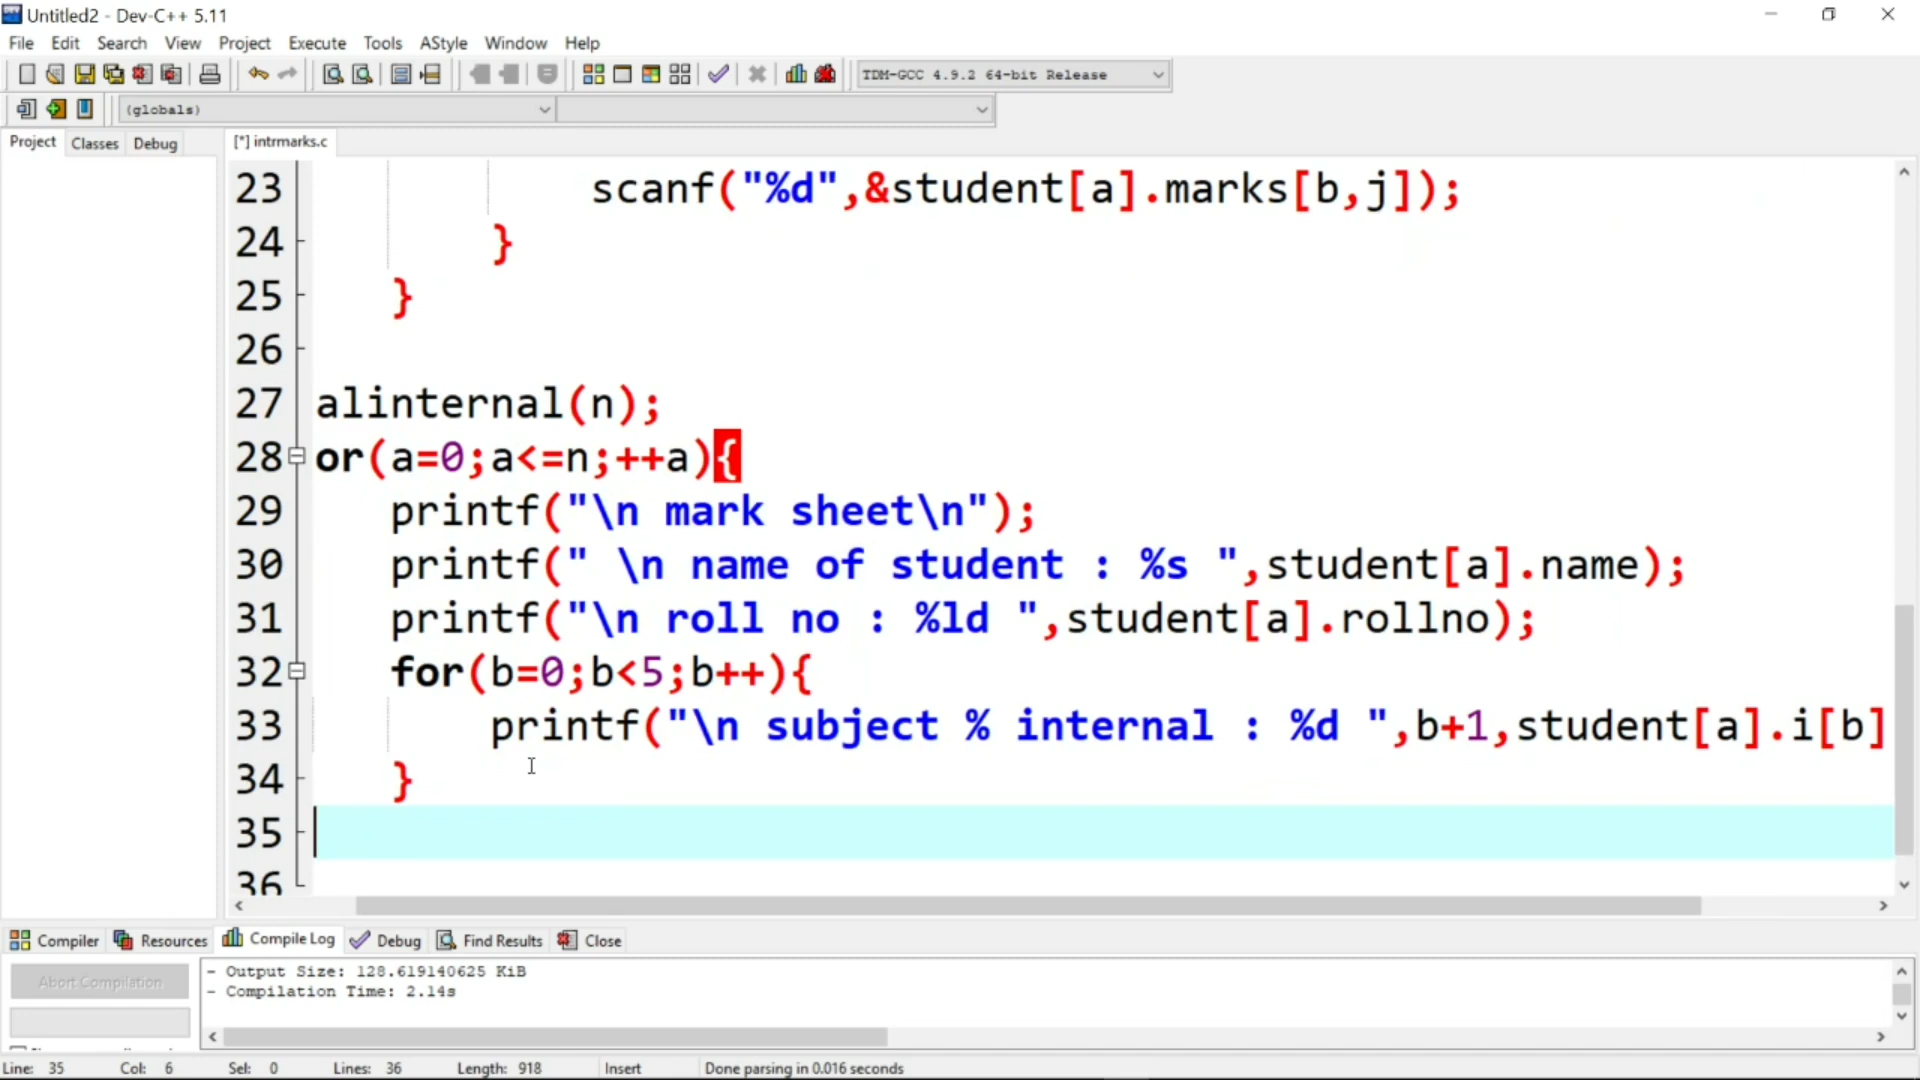 Untitled2 - Dev-C++ 5.11
File Edit Search View Project Execute Tools AStyle Window Help
TDM-GCC 4.9.2 64-bit Release
(globals)
Project Classes Debug
[*] intrmarks.c
23 scanf("%d",&student[a].marks[b,j]);
24 }
25 }
26
27 alinternal(n);
28 or(a=0;a<=n;++a){
29 printf("\n mark sheet\n");
30 printf(" \n name of student : %s ",student[a].name);
31 printf("\n roll no : %ld ",student[a].rollno);
32 for(b=0;b<5;b++){
33 printf("\n subject % internal : %d ",b+1,student[a].i[b]
34 }
35
36
Compiler Resources Compile Log Debug Find Results Close
Abort Compilation
- Output Size: 128.619140625 KiB
- Compilation Time: 2.14s
Line: 35 Col: 6 Sel: 0 Lines: 36 Length: 918 Insert Done parsing in 0.016 seconds